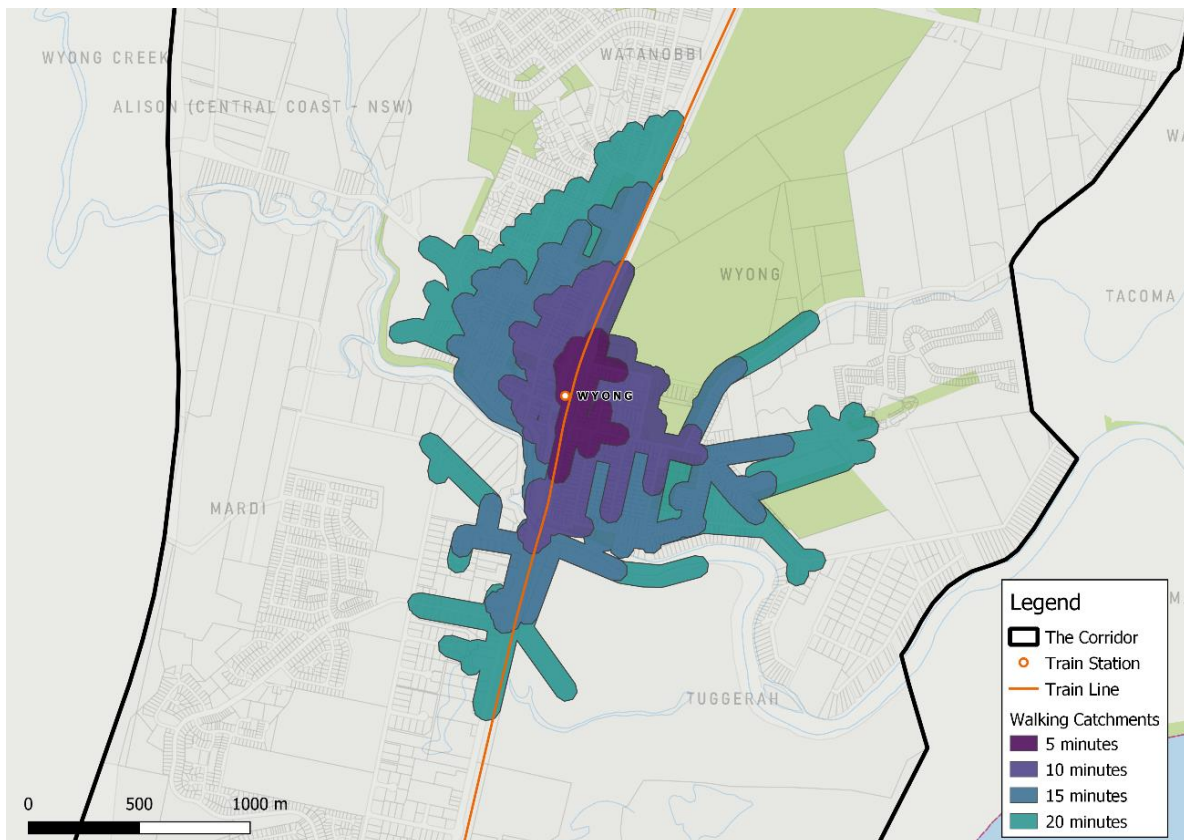 WYONG CREEK
WATANOBBI
ALISON (CENTRAL COAST - NSW)
WYONG
TACOMA
WYONG
MARDI
TUGGERAH
Legend
The Corridor
Train Station
Train Line
Walking Catchments
5 minutes
10 minutes
15 minutes
20 minutes
0 500 1000 m